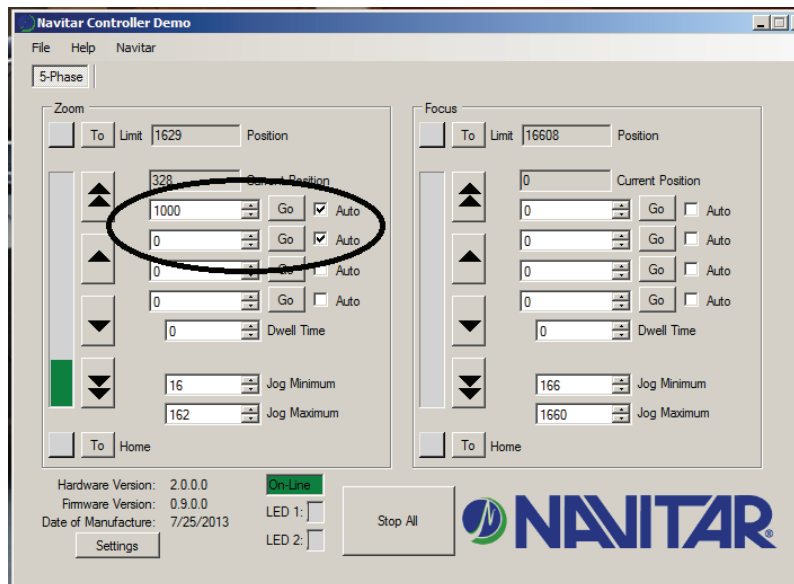 Navitar Controller Demo
File Help Navitar
5-Phase
Zoom
To Limit 1629 Position
328 Current Position
1000 Go Auto
0 Go Auto
0 Go Auto
0 Go Auto
0 Dwell Time
16 Jog Minimum
162 Jog Maximum
To Home
Focus
To Limit 16608 Position
0 Current Position
0 Go Auto
0 Go Auto
0 Go Auto
0 Go Auto
0 Dwell Time
166 Jog Minimum
1660 Jog Maximum
To Home
Hardware Version: 2.0.0.0
Firmware Version: 0.9.0.0
Date of Manufacture: 7/25/2013
Settings
On-Line
LED 1:
LED 2:
Stop All
NAVITAR®